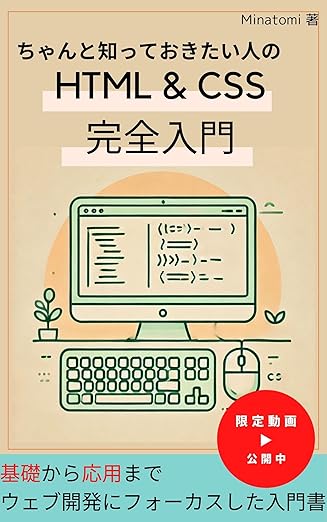 Minatomi 著
ちゃんと知っておきたい人の
HTML & CSS
完全入門
限定動画
▶
公開中
基礎から応用まで
ウェブ開発にフォーカスした入門書